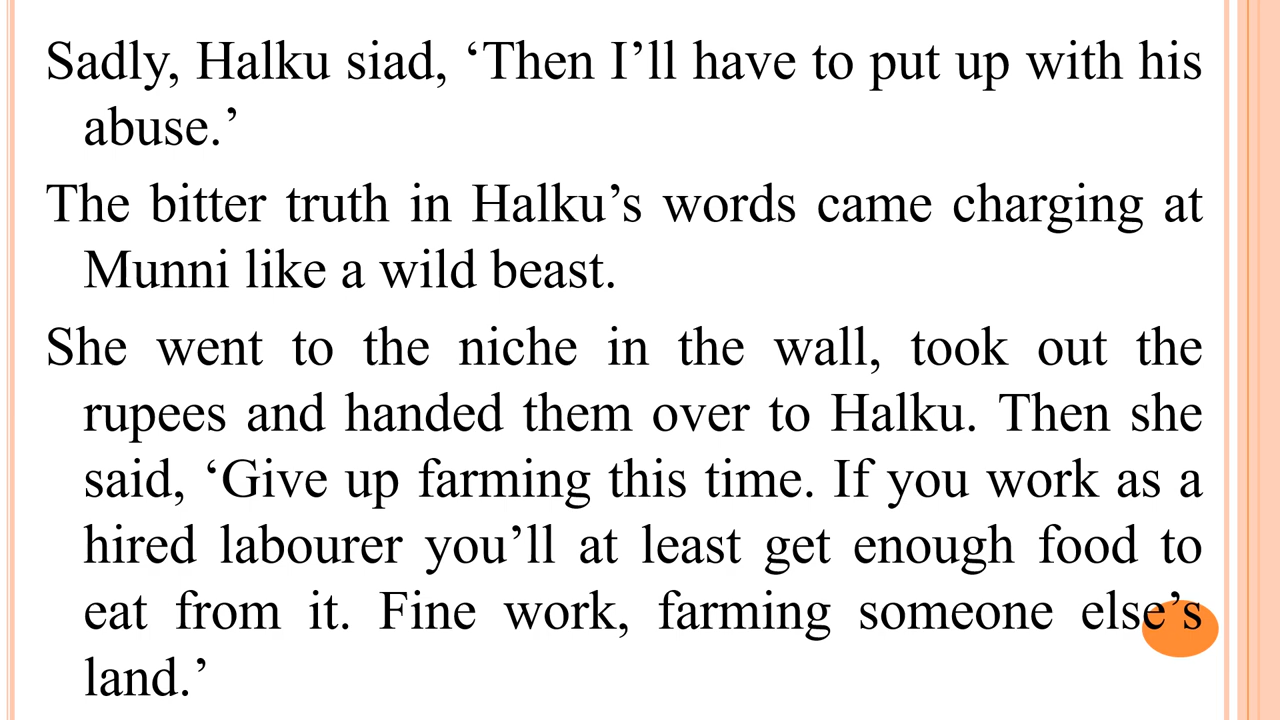 Sadly, Halku siad, ‘Then I’ll have to put up with his
abuse.’
The bitter truth in Halku’s words came charging at
Munni like a wild beast.
She went to the niche in the wall, took out the
rupees and handed them over to Halku. Then she
said, ‘Give up farming this time. If you work as a
hired labourer you’ll at least get enough food to
eat from it. Fine work, farming someone else’s
land.’